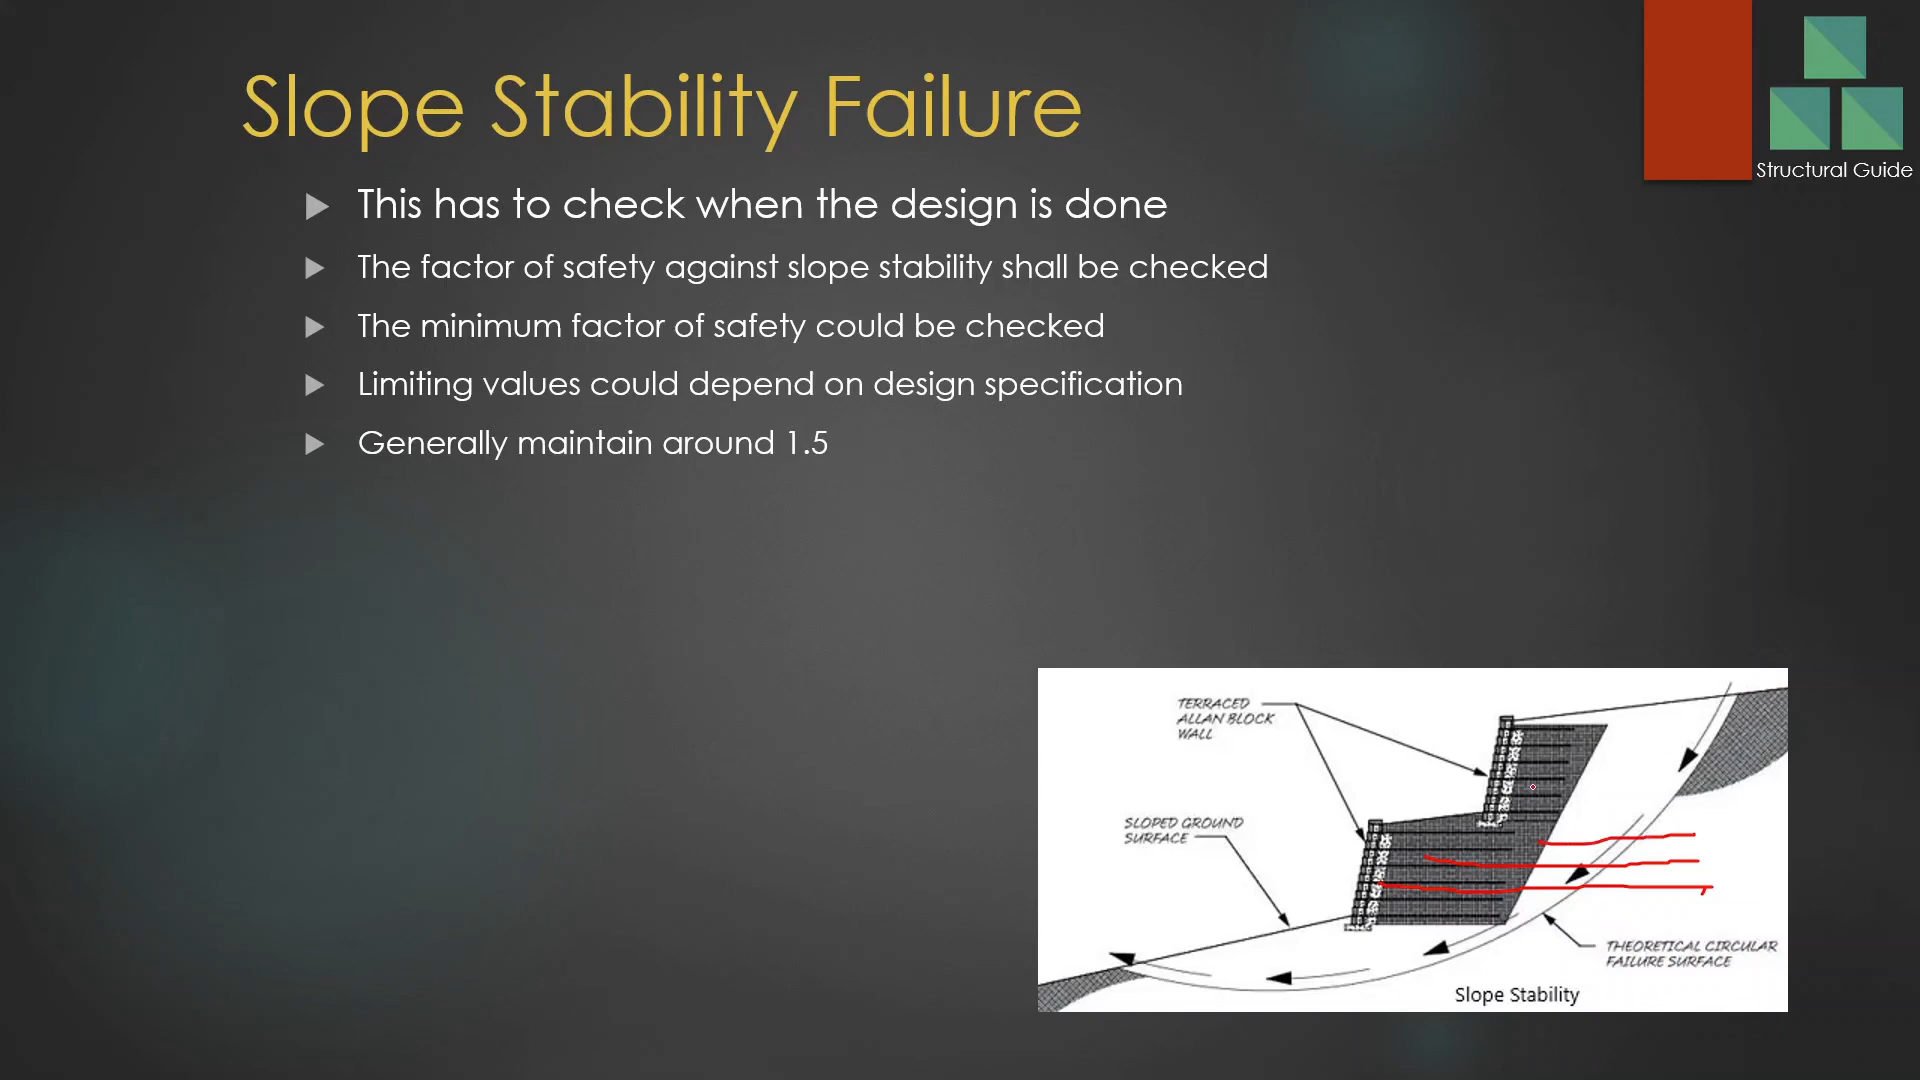 Slope Stability Failure
Structural Guide
This has to check when the design is done
The factor of safety against slope stability shall be checked
The minimum factor of safety could be checked
Limiting values could depend on design specification
Generally maintain around 1.5
TERRACED
ALLAN BLOCK
WALL
SLOPED GROUND
SURFACE
THEORETICAL CIRCULAR
FAILURE SURFACE
Slope Stability